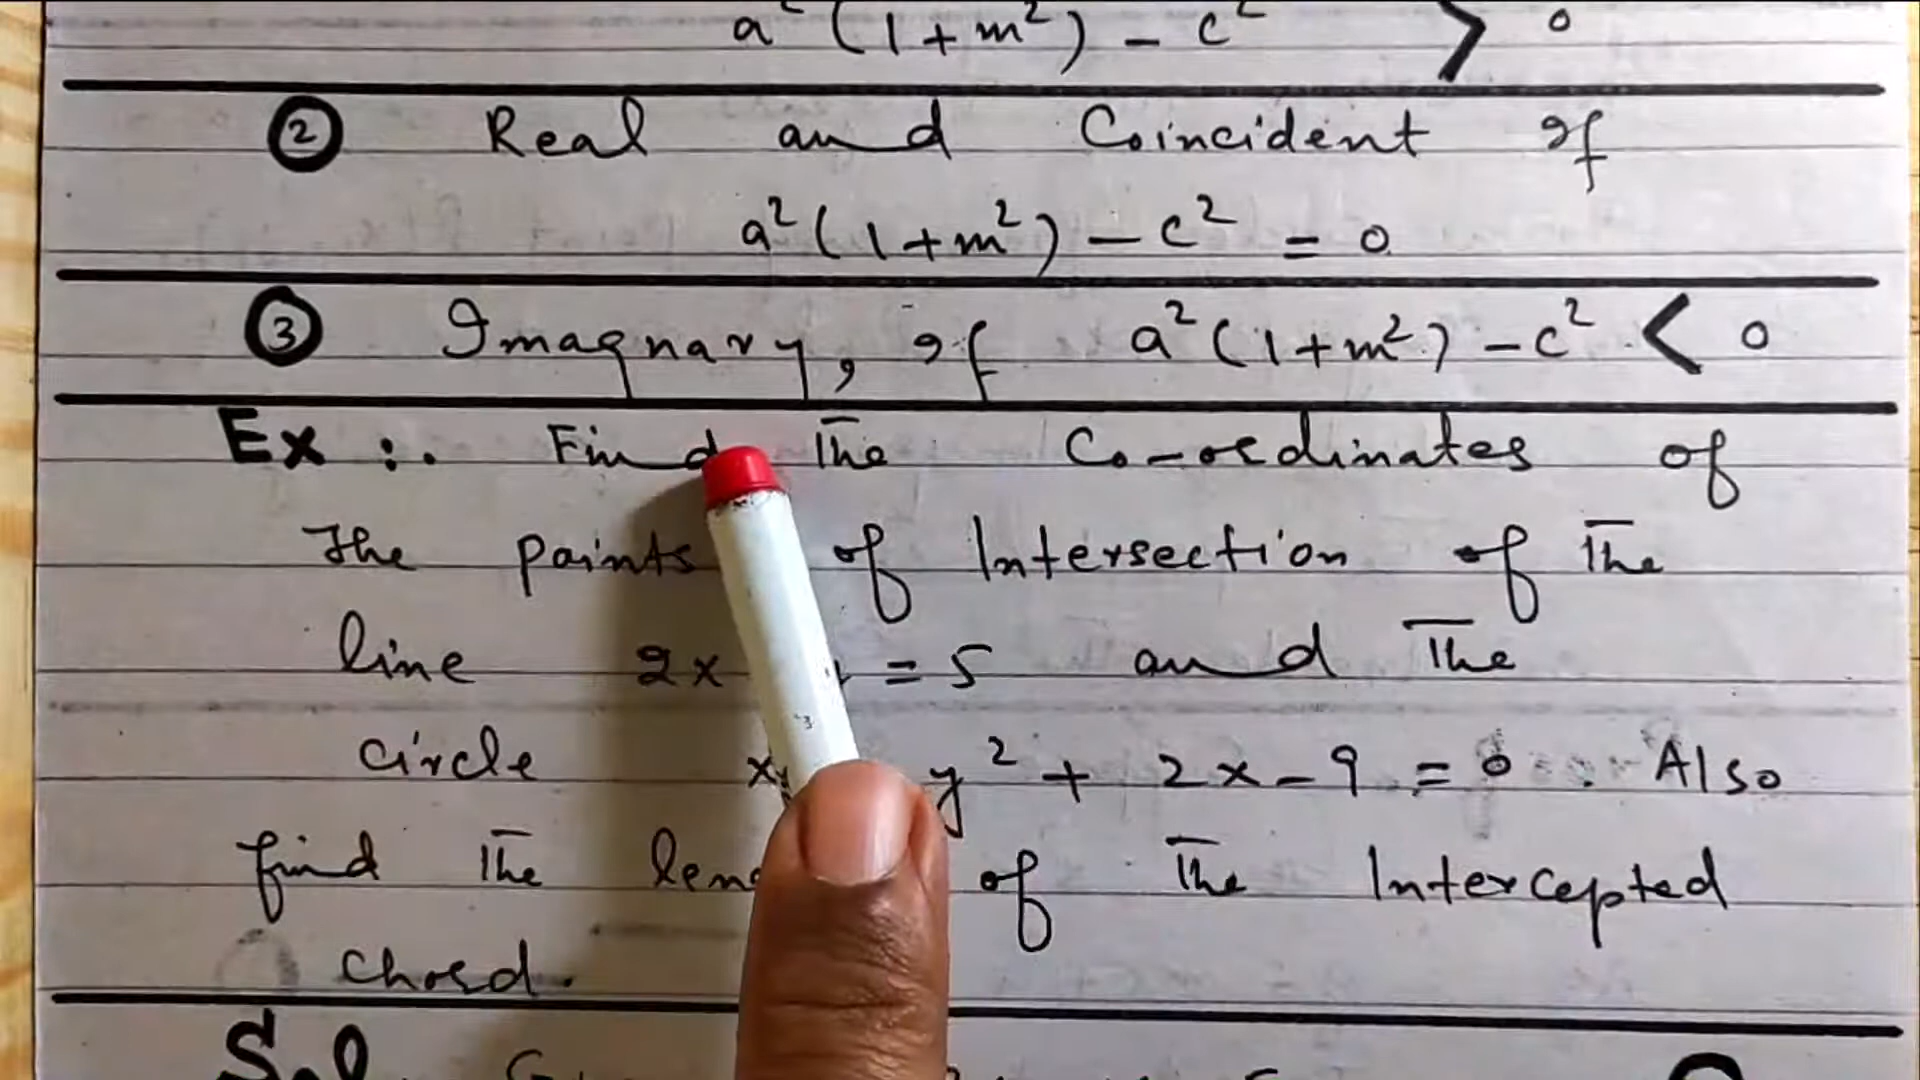 a²(1+m²) - c² > 0
② Real and Coincident If
a²(1+m²) - c² = 0
③ Imagnary, If a²(1+m²) - c² < 0
Ex :. Find The Co-ordinates of
The points of Intersection of The
line 2x = 5 and The
circle x y² + 2x - 9 = 0. Also
find The of The Intercepted
chord.
Sol.